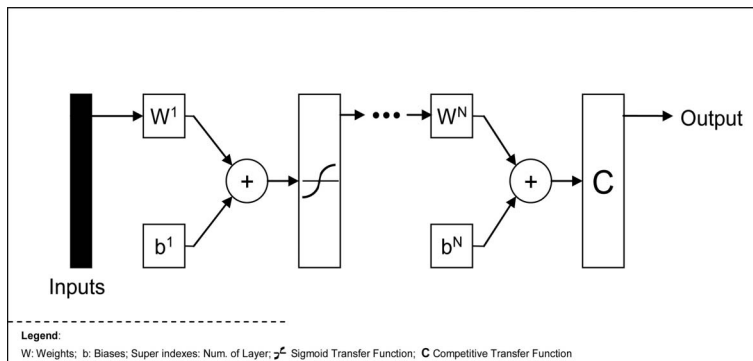 W¹
••• 
Wᴺ
Output
+
+
C
b¹
bᴺ
Inputs
Legend:
W: Weights; b: Biases; Super indexes: Num. of Layer; Sigmoid Transfer Function; C Competitive Transfer Function